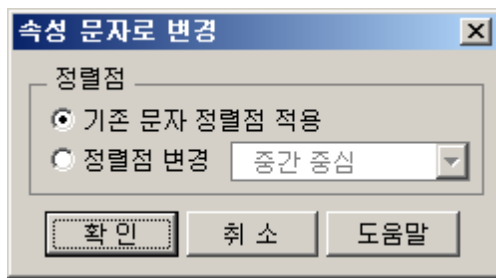 속성 문자로 변경
정렬점
기존 문자 정렬점 적용
정렬점 변경 중간 중심
확 인 취 소 도움말